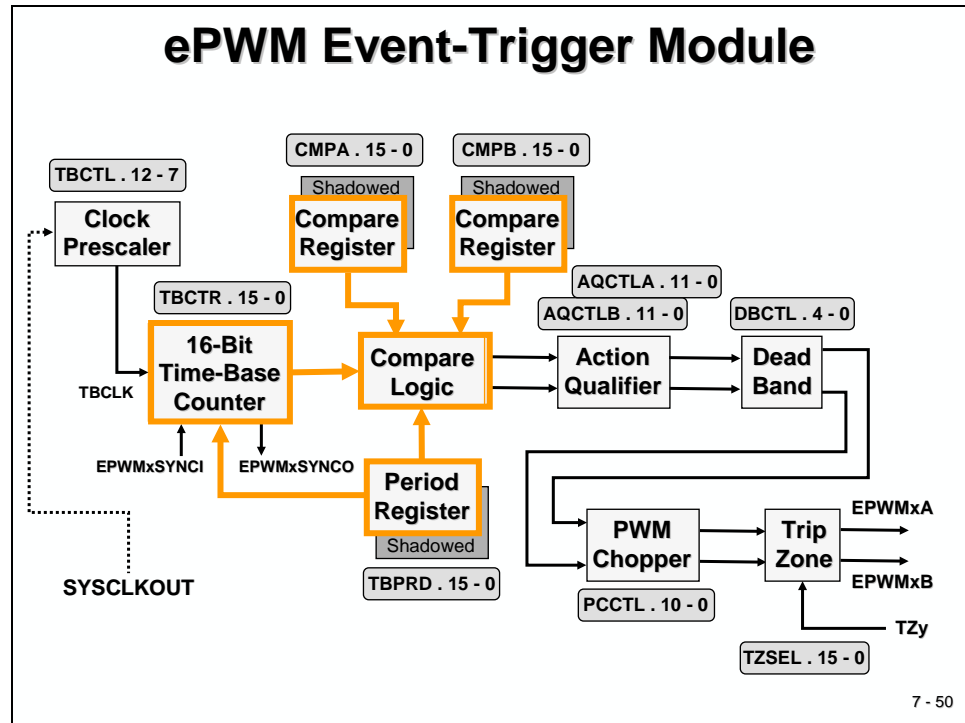 ePWM Event-Trigger Module
CMPA . 15 - 0
CMPB . 15 - 0
TBCTL . 12 - 7
Shadowed
Shadowed
Clock
Prescaler
Compare
Register
Compare
Register
TBCTR . 15 - 0
AQCTLA . 11 - 0
AQCTLB . 11 - 0
DBCTL . 4 - 0
16-Bit
Time-Base
Counter
Compare
Logic
Action
Qualifier
Dead
Band
TBCLK
EPWMxSYNCI
EPWMxSYNCO
Period
Register
Shadowed
TBPRD . 15 - 0
SYSCLKOUT
PWM
Chopper
Trip
Zone
EPWMxA
EPWMxB
PCCTL . 10 - 0
TZy
TZSEL . 15 - 0
7 - 50